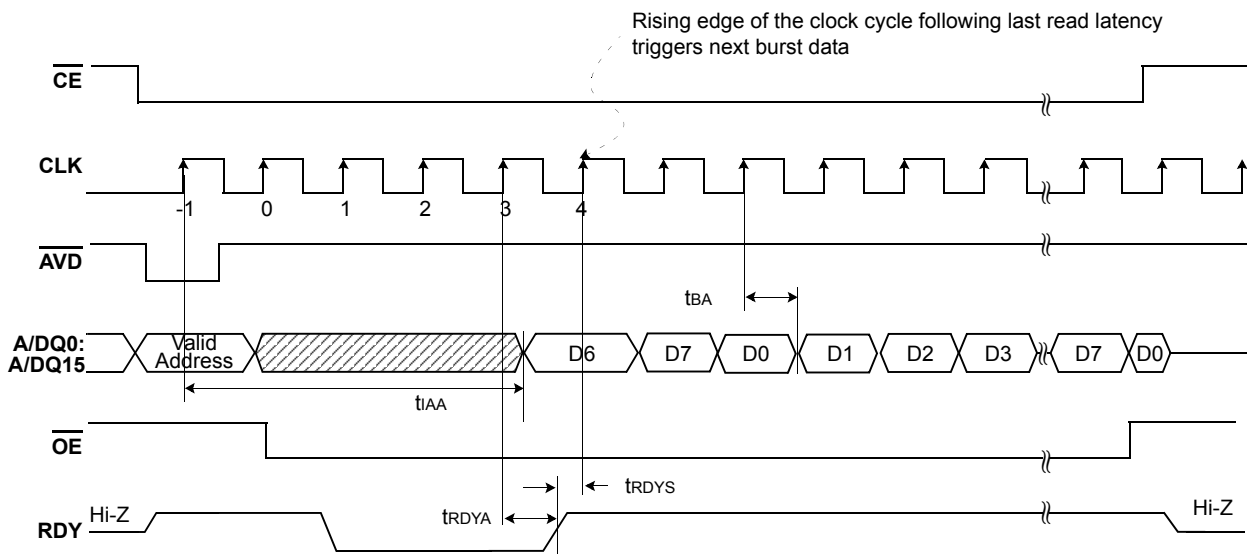 Rising edge of the clock cycle following last read latency
triggers next burst data
CE
CLK
-1 0 1 2 3 4
AVD
tBA
A/DQ0:
A/DQ15
Valid
Address
D6 D7 D0 D1 D2 D3 D7 D0
tIAA
OE
tRDYS
tRDYA
RDY
Hi-Z
Hi-Z